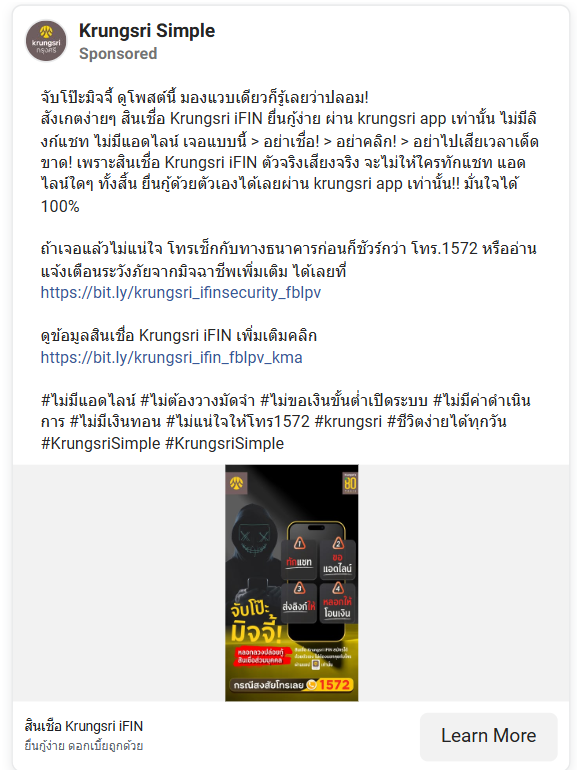 krungsri
กรุงศรี
Krungsri Simple
Sponsored
จับโป๊ะมิจจี้ ดูโพสต์นี้ มองแวบเดียวก็รู้เลยว่าปลอม!
สังเกตง่ายๆ สินเชื่อ Krungsri iFIN ยื่นกู้ง่าย ผ่าน krungsri app เท่านั้น ไม่มีลิ
งก์แชท ไม่มีแอดไลน์ เจอแบบนี้ > อย่าเชื่อ! > อย่าคลิก! > อย่าไปเสียเวลาเด็ด
ขาด! เพราะสินเชื่อ Krungsri iFIN ตัวจริงเสียงจริง จะไม่ให้ใครทักแชท แอด
ไลน์ใดๆ ทั้งสิ้น ยื่นกู้ด้วยตัวเองได้เลยผ่าน krungsri app เท่านั้น!! มั่นใจได้
100%
ถ้าเจอแล้วไม่แน่ใจ โทรเช็กกับทางธนาคารก่อนก็ชัวร์กว่า โทร.1572 หรืออ่าน
แจ้งเตือนระวังภัยจากมิจฉาชีพเพิ่มเติม ได้เลยที่
https://bit.ly/krungsri_ifinsecurity_fblpv
ดูข้อมูลสินเชื่อ Krungsri iFIN เพิ่มเติมคลิก
https://bit.ly/krungsri_ifin_fblpv_kma
#ไม่มีแอดไลน์ #ไม่ต้องวางมัดจำ #ไม่ขอเงินขั้นต่ำเปิดระบบ #ไม่มีค่าดำเนิน
การ #ไม่มีเงินทอน #ไม่แน่ใจให้โทร1572 #krungsri #ชีวิตง่ายได้ทุกวัน
#KrungsriSimple #KrungsriSimple
1
ทักแชท
2
ขอ
แอดไลน์
3
ส่งลิงก์ให้
4
หลอกให้
โอนเงิน
จับโป๊ะ
มิจจี้!
หลอกลวงปล่อยกู้
สินเชื่อส่วนบุคคล
กรณีสงสัยโทรเลย 1572
สินเชื่อ Krungsri iFIN
ยื่นกู้ง่าย ดอกเบี้ยถูกด้วย
Learn More